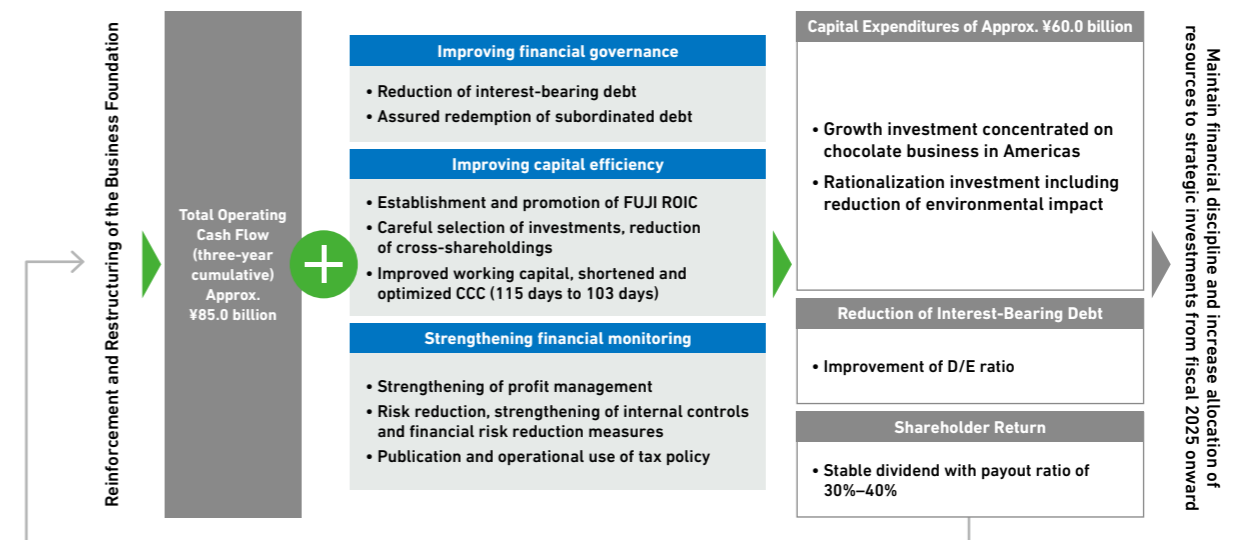 Reinforcement and Restructuring of the Business Foundation
Total Operating
Cash Flow
(three-year
cumulative)
Approx.
¥85.0 billion
Improving financial governance
• Reduction of interest-bearing debt
• Assured redemption of subordinated debt
Improving capital efficiency
• Establishment and promotion of FUJI ROIC
• Careful selection of investments, reduction
of cross-shareholdings
• Improved working capital, shortened and
optimized CCC (115 days to 103 days)
Strengthening financial monitoring
• Strengthening of profit management
• Risk reduction, strengthening of internal controls
and financial risk reduction measures
• Publication and operational use of tax policy
Capital Expenditures of Approx. ¥60.0 billion
• Growth investment concentrated on
chocolate business in Americas
• Rationalization investment including
reduction of environmental impact
Reduction of Interest-Bearing Debt
• Improvement of D/E ratio
Shareholder Return
• Stable dividend with payout ratio of
30%–40%
Maintain financial discipline and increase allocation of
resources to strategic investments from fiscal 2025 onward